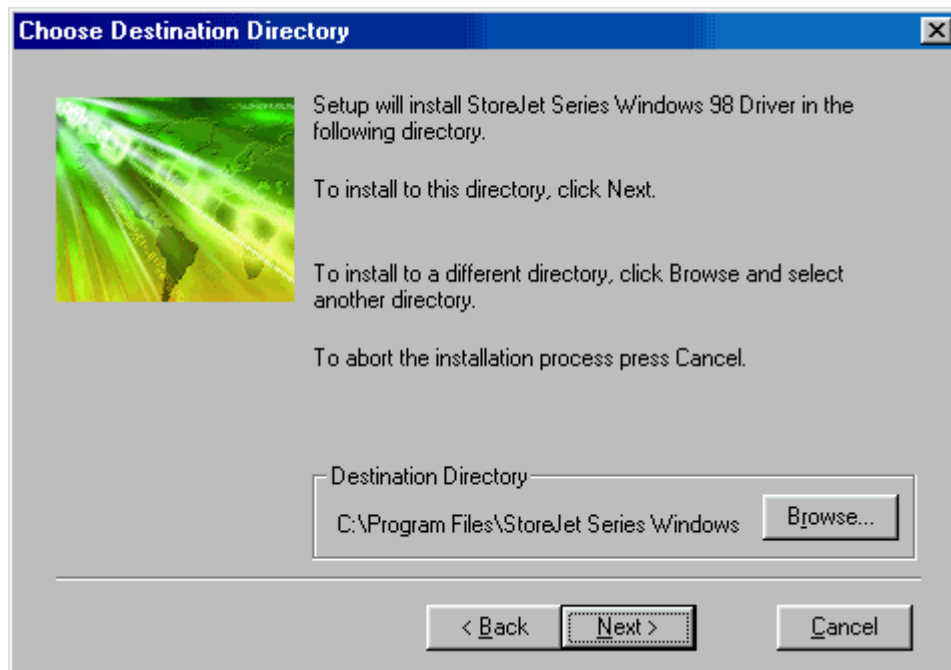 Choose Destination Directory
Setup will install StoreJet Series Windows 98 Driver in the
following directory.
To install to this directory, click Next.
To install to a different directory, click Browse and select
another directory.
To abort the installation process press Cancel.
Destination Directory
C:\Program Files\StoreJet Series Windows
Browse...
< Back
Next >
Cancel